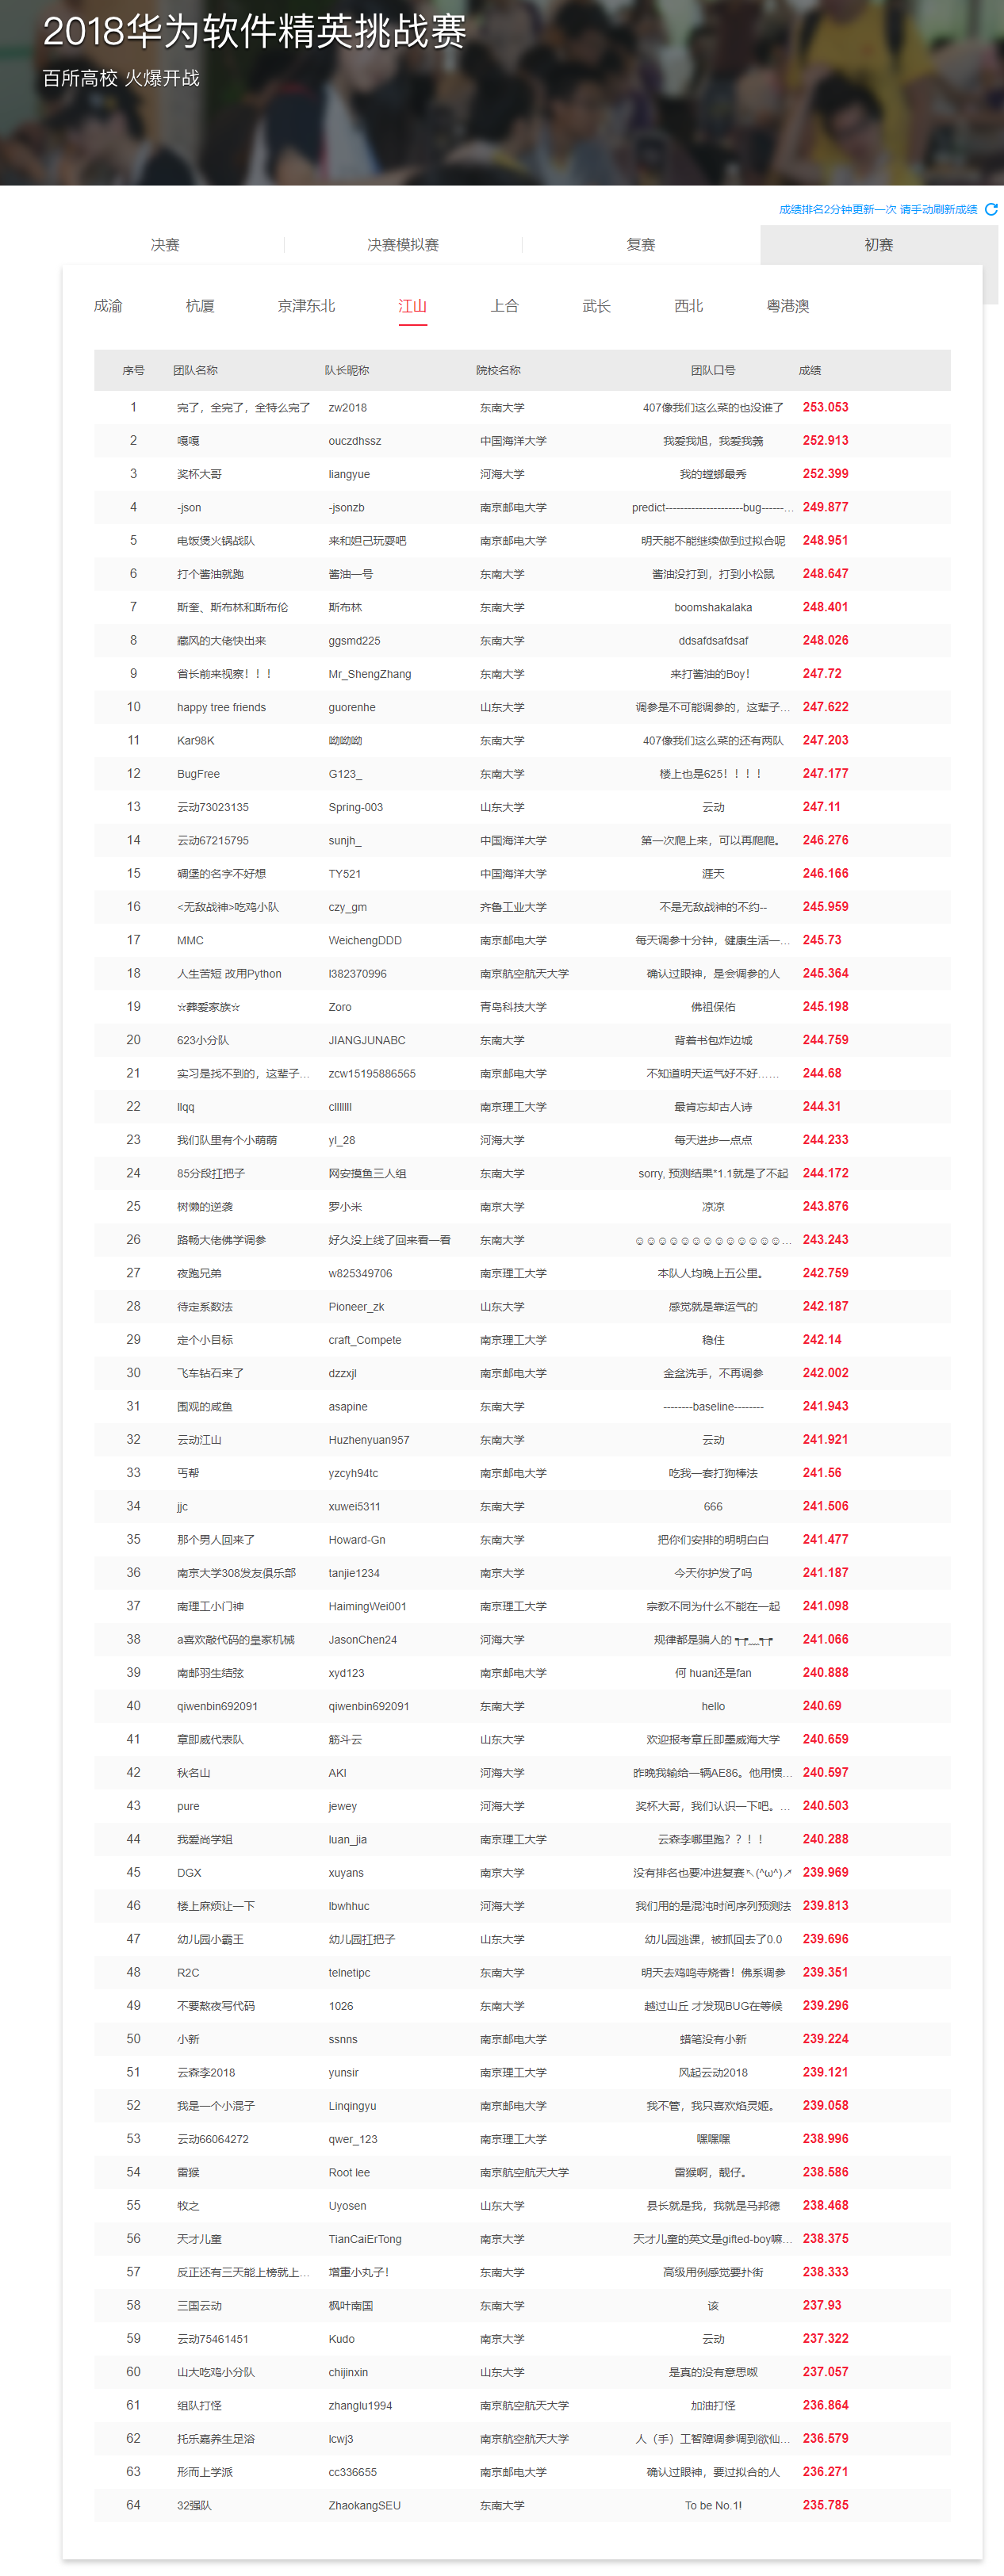 2018华为软件精英挑战赛
百所高校 火爆开战
成绩排名2分钟更新一次 请手动刷新成绩
决赛 决赛模拟赛 复赛 初赛
成渝 杭厦 京津东北 江山 上合 武长 西北 粤港澳
序号 团队名称 队长昵称 院校名称 团队口号 成绩
1 完了，全完了，全特么完了 zw2018 东南大学 407像我们这么菜的也没谁了 253.053
2 嘎嘎 ouczdhssz 中国海洋大学 我爱我旭，我爱我義 252.913
3 奖杯大哥 liangyue 河海大学 我的螳螂最秀 252.399
4 -json -jsonzb 南京邮电大学 predict---------------------bug------... 249.877
5 电饭煲火锅战队 来和妲己玩耍吧 南京邮电大学 明天能不能继续做到过拟合呢 248.951
6 打个酱油就跑 酱油一号 东南大学 酱油没打到，打到小松鼠 248.647
7 斯奎、斯布林和斯布伦 斯布林 东南大学 boomshakalaka 248.401
8 藏风的大佬快出来 ggsmd225 东南大学 ddsafdsafdsaf 248.026
9 省长前来视察！！！ Mr_ShengZhang 东南大学 来打酱油的Boy！ 247.72
10 happy tree friends guorenhe 山东大学 调参是不可能调参的，这辈子... 247.622
11 Kar98K 呦呦呦 东南大学 407像我们这么菜的还有两队 247.203
12 BugFree G123_ 东南大学 楼上也是625！！！！ 247.177
13 云动73023135 Spring-003 山东大学 云动 247.11
14 云动67215795 sunjh_ 中国海洋大学 第一次爬上来，可以再爬爬。 246.276
15 碉堡的名字不好想 TY521 中国海洋大学 涯天 246.166
16 <无敌战神>吃鸡小队 czy_gm 齐鲁工业大学 不是无敌战神的不约-- 245.959
17 MMC WeichengDDD 南京邮电大学 每天调参十分钟，健康生活一... 245.73
18 人生苦短 改用Python l382370996 南京航空航天大学 确认过眼神，是会调参的人 245.364
19 ☆葬爱家族☆ Zoro 青岛科技大学 佛祖保佑 245.198
20 623小分队 JIANGJUNABC 东南大学 背着书包炸边城 244.759
21 实习是找不到的，这辈子... zcw15195886565 南京邮电大学 不知道明天运气好不好…… 244.68
22 llqq clllllll 南京理工大学 最肯忘却古人诗 244.31
23 我们队里有个小萌萌 yl_28 河海大学 每天进步一点点 244.233
24 85分段扛把子 网安摸鱼三人组 东南大学 sorry, 预测结果*1.1就是了不起 244.172
25 树懒的逆袭 罗小米 南京大学 凉凉 243.876
26 路畅大佬佛学调参 好久没上线了回来看一看 东南大学 ☺☺☺☺☺☺☺☺☺☺☺☺☺... 243.243
27 夜跑兄弟 w825349706 南京理工大学 本队人均晚上五公里。 242.759
28 待定系数法 Pioneer_zk 山东大学 感觉就是靠运气的 242.187
29 定个小目标 craft_Compete 南京理工大学 稳住 242.14
30 飞车钻石来了 dzzxjl 南京邮电大学 金盆洗手，不再调参 242.002
31 围观的咸鱼 asapine 东南大学 --------baseline-------- 241.943
32 云动江山 Huzhenyuan957 东南大学 云动 241.921
33 丐帮 yzcyh94tc 南京邮电大学 吃我一套打狗棒法 241.56
34 jjc xuwei5311 东南大学 666 241.506
35 那个男人回来了 Howard-Gn 东南大学 把你们安排的明明白白 241.477
36 南京大学308发友俱乐部 tanjie1234 南京大学 今天你护发了吗 241.187
37 南理工小门神 HaimingWei001 南京理工大学 宗教不同为什么不能在一起 241.098
38 a喜欢敲代码的皇家机械 JasonChen24 河海大学 规律都是骗人的 ┭┮﹏┭┮ 241.066
39 南邮羽生结弦 xyd123 南京邮电大学 何 huan还是fan 240.888
40 qiwenbin692091 qiwenbin692091 东南大学 hello 240.69
41 章即威代表队 筋斗云 山东大学 欢迎报考章丘即墨威海大学 240.659
42 秋名山 AKI 河海大学 昨晚我输给一辆AE86。他用惯... 240.597
43 pure jewey 河海大学 奖杯大哥，我们认识一下吧。... 240.503
44 我爱尚学姐 luan_jia 南京理工大学 云森李哪里跑？？！！ 240.288
45 DGX xuyans 南京大学 没有排名也要冲进复赛↖(^ω^)↗ 239.969
46 楼上麻烦让一下 lbwhhuc 河海大学 我们用的是混沌时间序列预测法 239.813
47 幼儿园小霸王 幼儿园扛把子 山东大学 幼儿园逃课，被抓回去了0.0 239.696
48 R2C telnetipc 东南大学 明天去鸡鸣寺烧香！佛系调参 239.351
49 不要熬夜写代码 1026 东南大学 越过山丘 才发现BUG在等候 239.296
50 小新 ssnns 南京邮电大学 蜡笔没有小新 239.224
51 云森李2018 yunsir 南京理工大学 风起云动2018 239.121
52 我是一个小混子 Linqingyu 南京邮电大学 我不管，我只喜欢焰灵姬。 239.058
53 云动66064272 qwer_123 南京理工大学 嘿嘿嘿 238.996
54 雷猴 Root lee 南京航空航天大学 雷猴啊，靓仔。 238.586
55 牧之 Uyosen 山东大学 县长就是我，我就是马邦德 238.468
56 天才儿童 TianCaiErTong 南京大学 天才儿童的英文是gifted-boy嘛... 238.375
57 反正还有三天能上榜就上... 增重小丸子！ 东南大学 高级用例感觉要扑街 238.333
58 三国云动 枫叶南国 东南大学 该 237.93
59 云动75461451 Kudo 南京大学 云动 237.322
60 山大吃鸡小分队 chijinxin 山东大学 是真的没有意思呶 237.057
61 组队打怪 zhanglu1994 南京航空航天大学 加油打怪 236.864
62 托乐嘉养生足浴 lcwj3 南京航空航天大学 人（手）工智障调参调到欲仙... 236.579
63 形而上学派 cc336655 南京邮电大学 确认过眼神，要过拟合的人 236.271
64 32强队 ZhaokangSEU 东南大学 To be No.1! 235.785